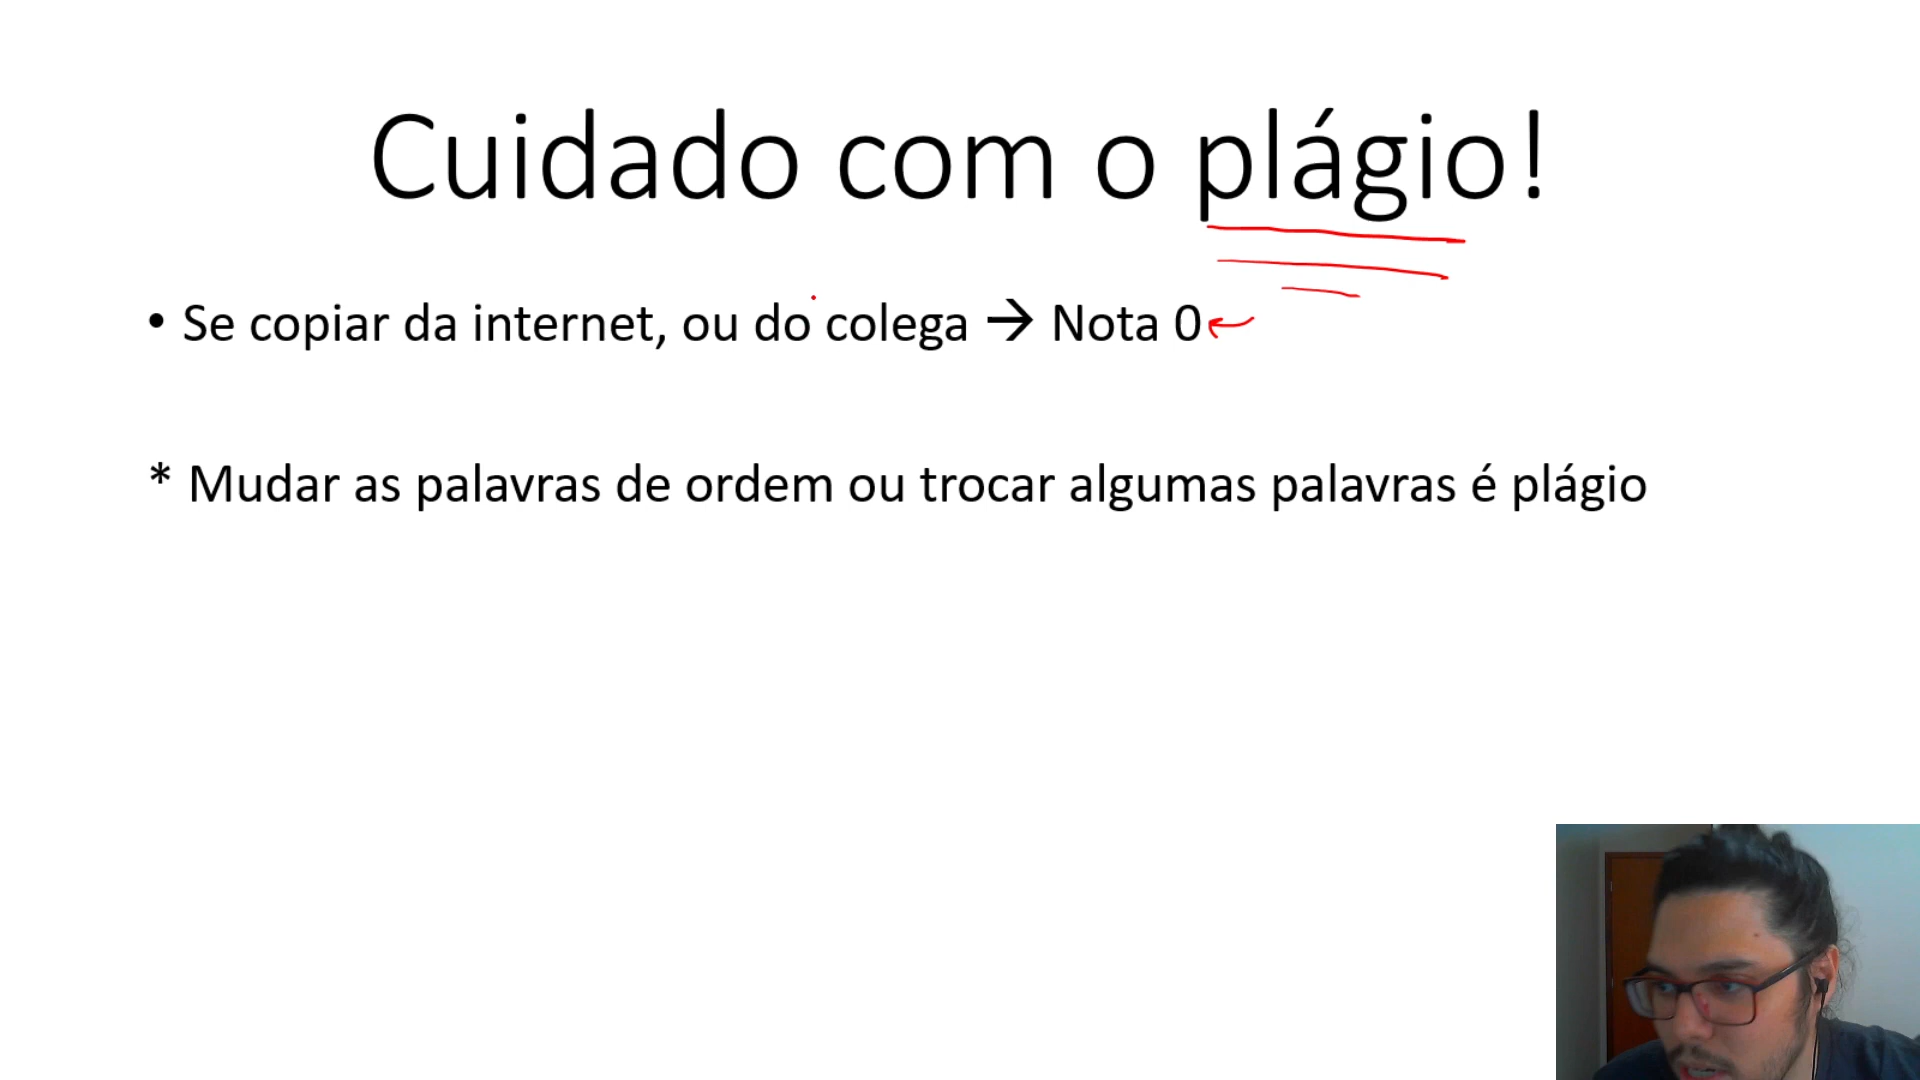 Cuidado com o plágio!
• Se copiar da internet, ou do colega → Nota 0
* Mudar as palavras de ordem ou trocar algumas palavras é plágio